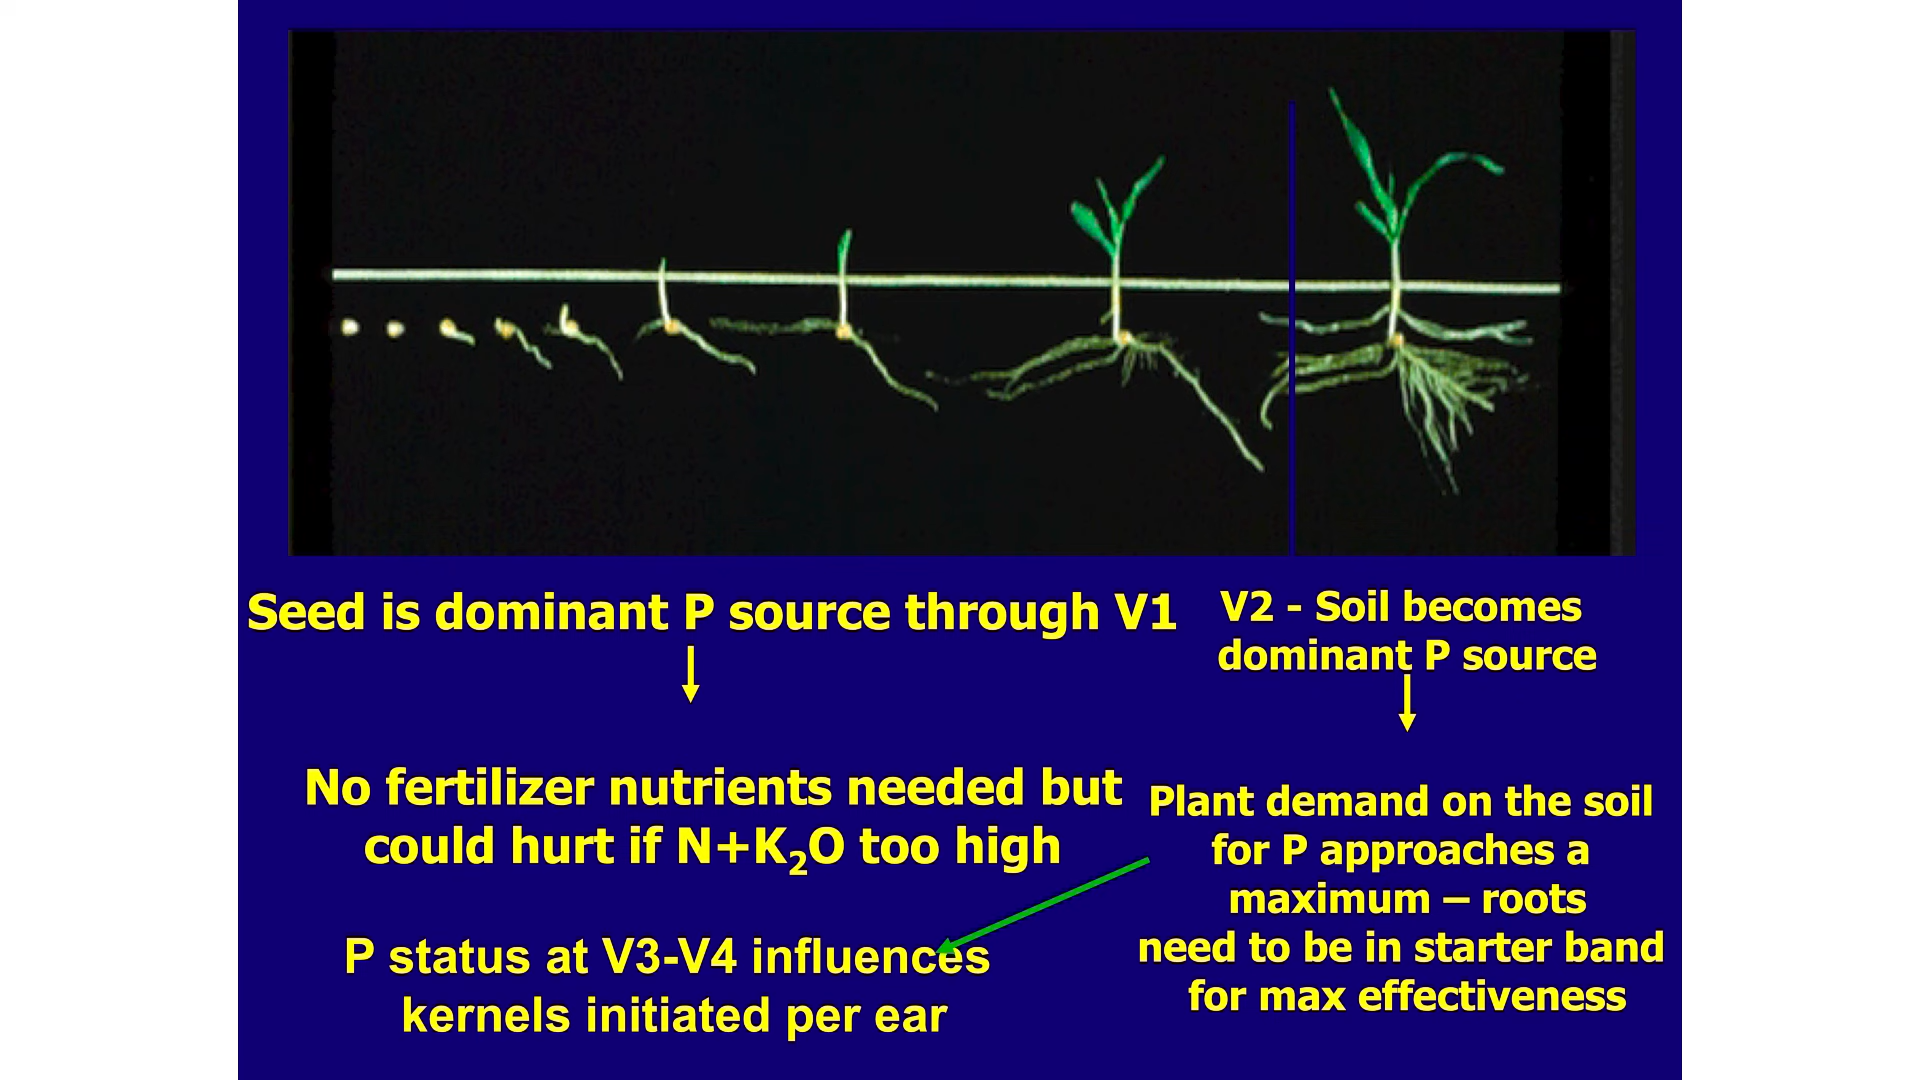 Seed is dominant P source through V1
V2 - Soil becomes
dominant P source
No fertilizer nutrients needed but
could hurt if N+K₂O too high
Plant demand on the soil
for P approaches a
maximum – roots
need to be in starter band
for max effectiveness
P status at V3-V4 influences
kernels initiated per ear